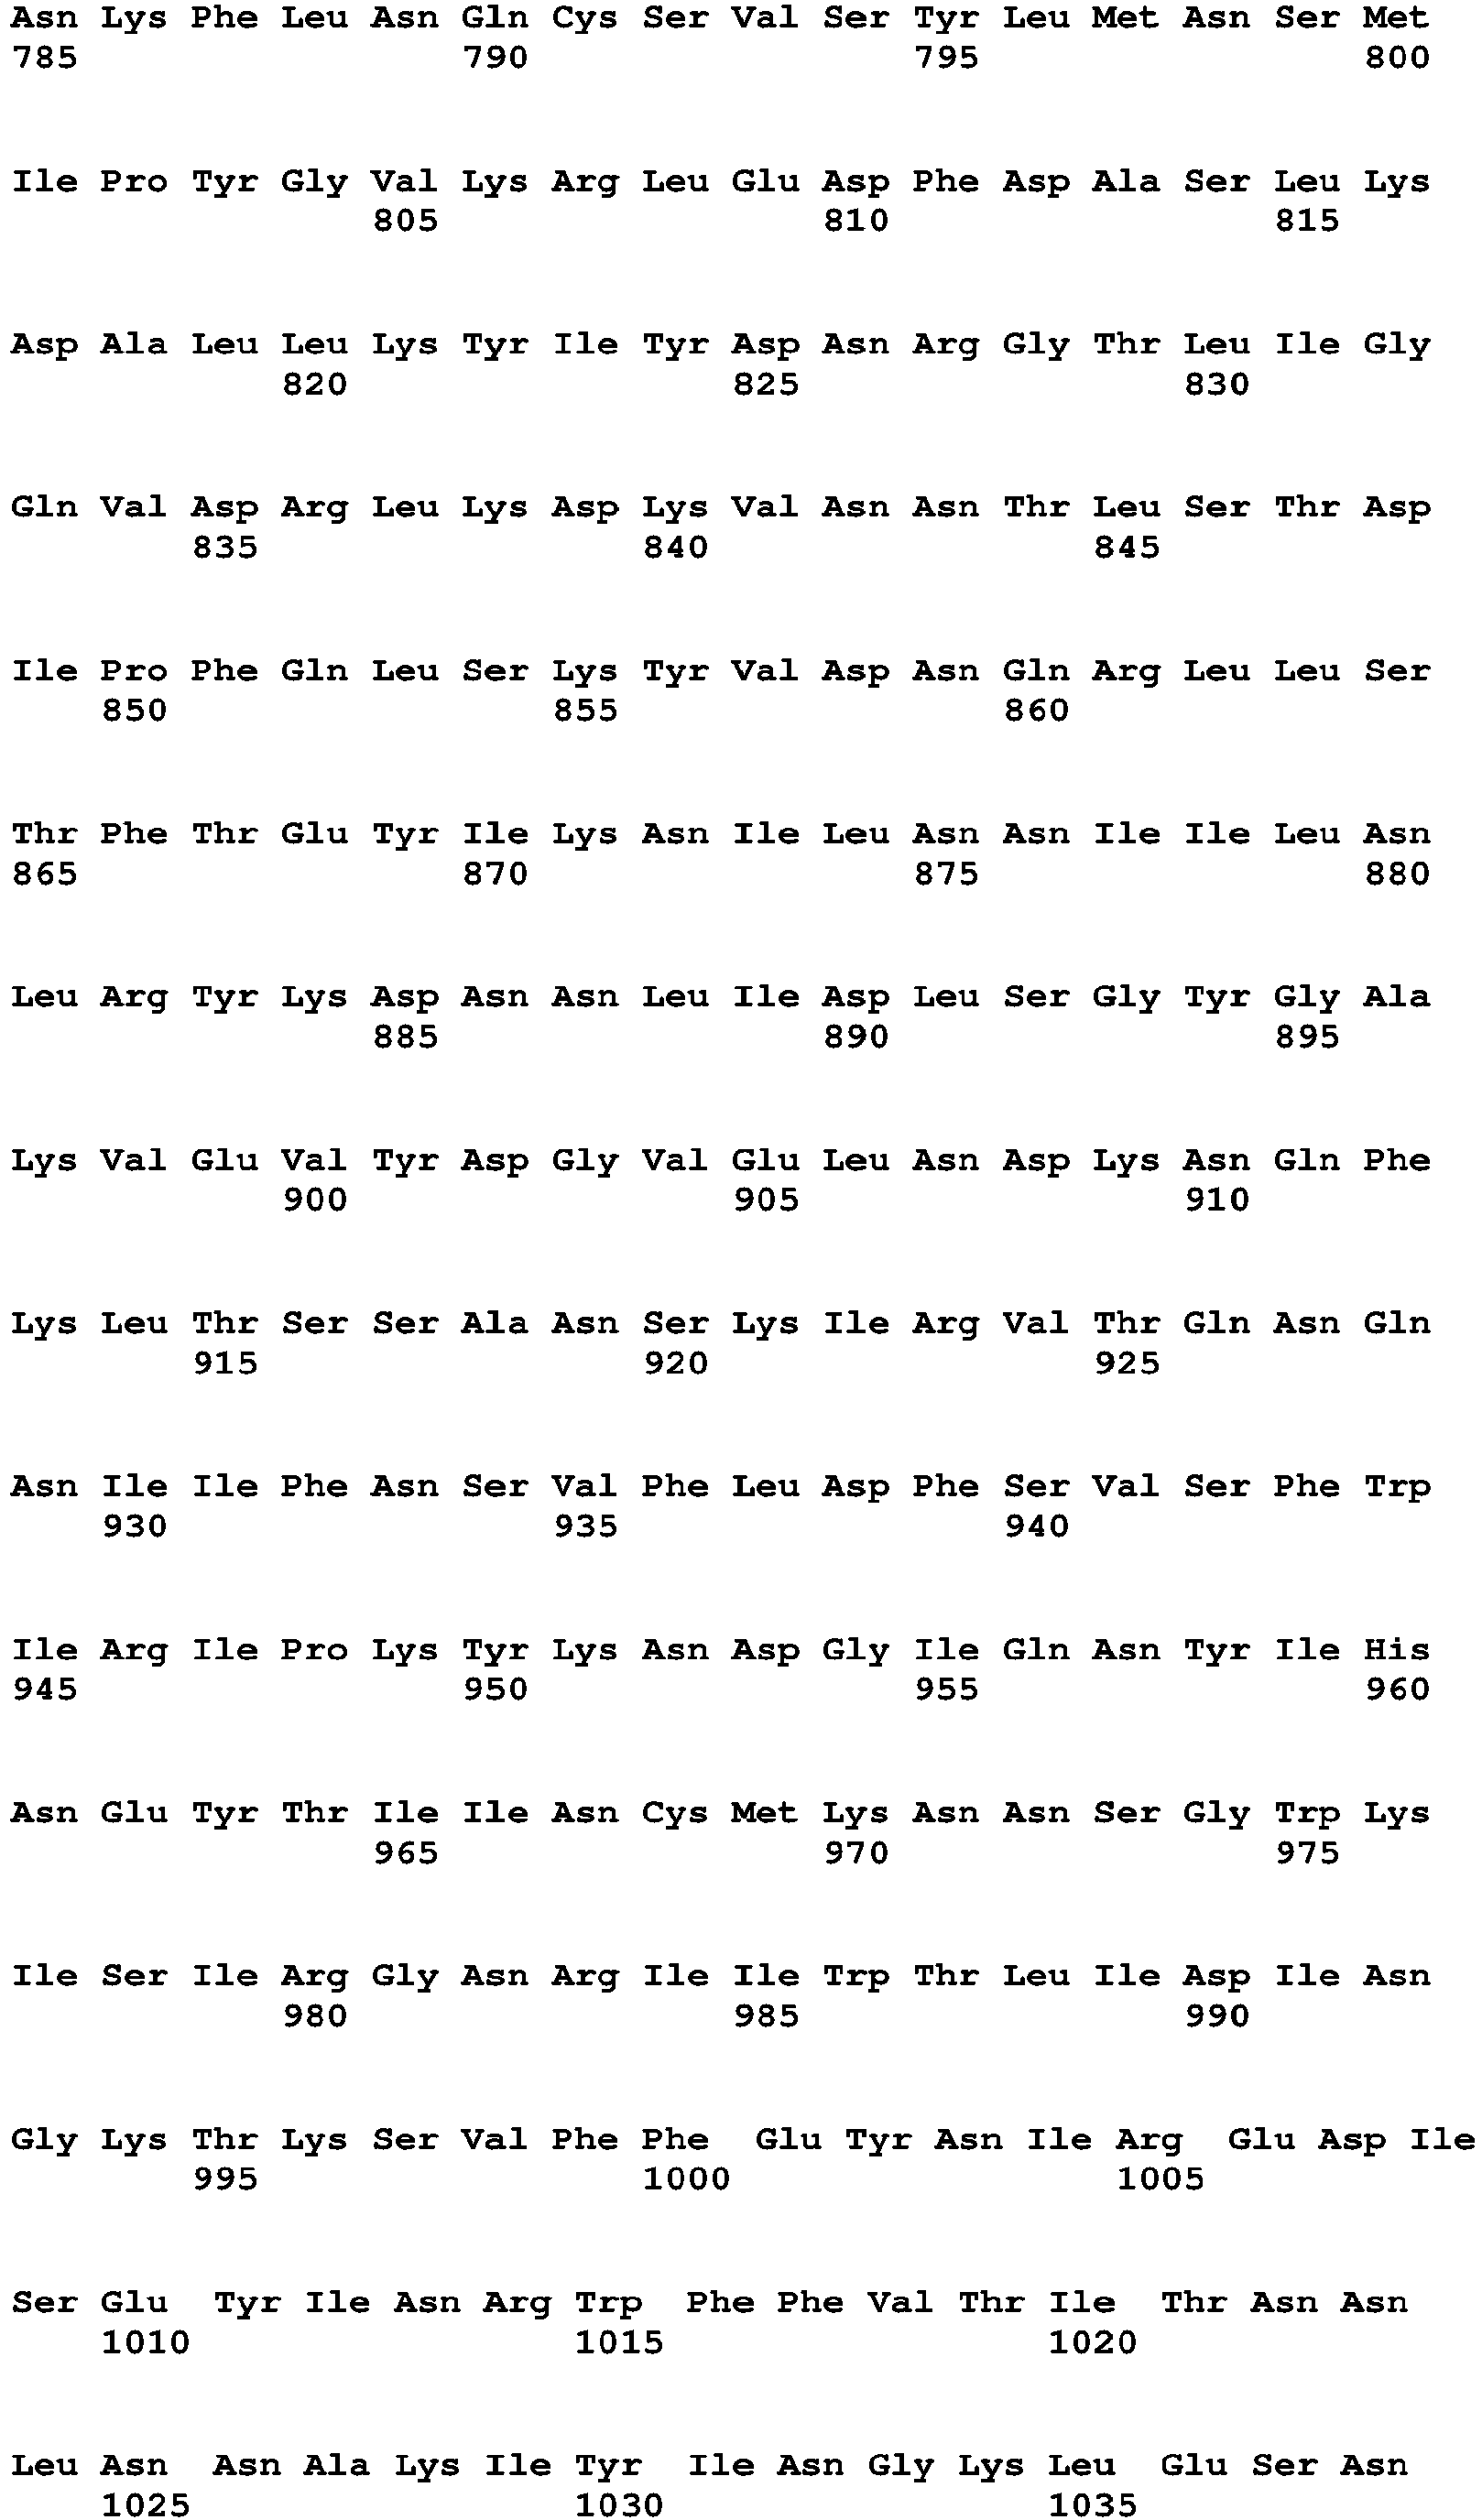 Asn Lys Phe Leu Asn Gln Cys Ser Val Ser Tyr Leu Met Asn Ser Met
785 790 795 800
Ile Pro Tyr Gly Val Lys Arg Leu Glu Asp Phe Asp Ala Ser Leu Lys
805 810 815
Asp Ala Leu Leu Lys Tyr Ile Tyr Asp Asn Arg Gly Thr Leu Ile Gly
820 825 830
Gln Val Asp Arg Leu Lys Asp Lys Val Asn Asn Thr Leu Ser Thr Asp
835 840 845
Ile Pro Phe Gln Leu Ser Lys Tyr Val Asp Asn Gln Arg Leu Leu Ser
850 855 860
Thr Phe Thr Glu Tyr Ile Lys Asn Ile Leu Asn Asn Ile Ile Leu Asn
865 870 875 880
Leu Arg Tyr Lys Asp Asn Asn Leu Ile Asp Leu Ser Gly Tyr Gly Ala
885 890 895
Lys Val Glu Val Tyr Asp Gly Val Glu Leu Asn Asp Lys Asn Gln Phe
900 905 910
Lys Leu Thr Ser Ser Ala Asn Ser Lys Ile Arg Val Thr Gln Asn Gln
915 920 925
Asn Ile Ile Phe Asn Ser Val Phe Leu Asp Phe Ser Val Ser Phe Trp
930 935 940
Ile Arg Ile Pro Lys Tyr Lys Asn Asp Gly Ile Gln Asn Tyr Ile His
945 950 955 960
Asn Glu Tyr Thr Ile Ile Asn Cys Met Lys Asn Asn Ser Gly Trp Lys
965 970 975
Ile Ser Ile Arg Gly Asn Arg Ile Ile Trp Thr Leu Ile Asp Ile Asn
980 985 990
Gly Lys Thr Lys Ser Val Phe Phe Glu Tyr Asn Ile Arg Glu Asp Ile
995 1000 1005
Ser Glu Tyr Ile Asn Arg Trp Phe Phe Val Thr Ile Thr Asn Asn
1010 1015 1020
Leu Asn Asn Ala Lys Ile Tyr Ile Asn Gly Lys Leu Glu Ser Asn
1025 1030 1035